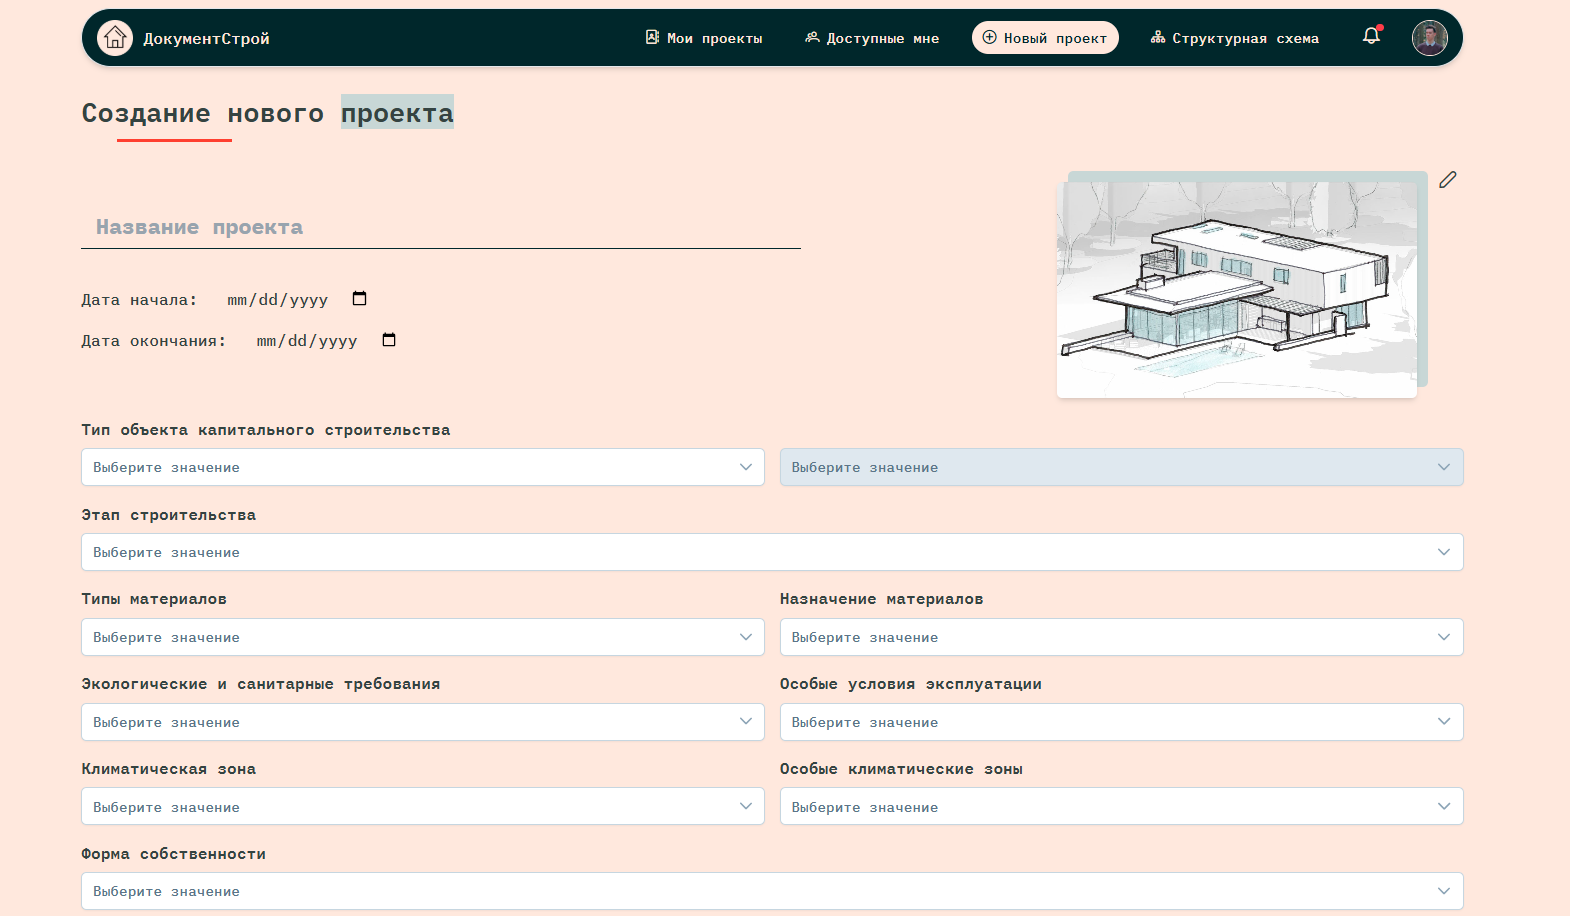 ДокументСтрой
Мои проекты
Доступные мне
Новый проект
Структурная схема
Создание нового проекта
Название проекта
Дата начала: mm/dd/yyyy
Дата окончания: mm/dd/yyyy
Тип объекта капитального строительства
Выберите значение
Выберите значение
Этап строительства
Выберите значение
Типы материалов
Назначение материалов
Выберите значение
Выберите значение
Экологические и санитарные требования
Особые условия эксплуатации
Выберите значение
Выберите значение
Климатическая зона
Особые климатические зоны
Выберите значение
Выберите значение
Форма собственности
Выберите значение